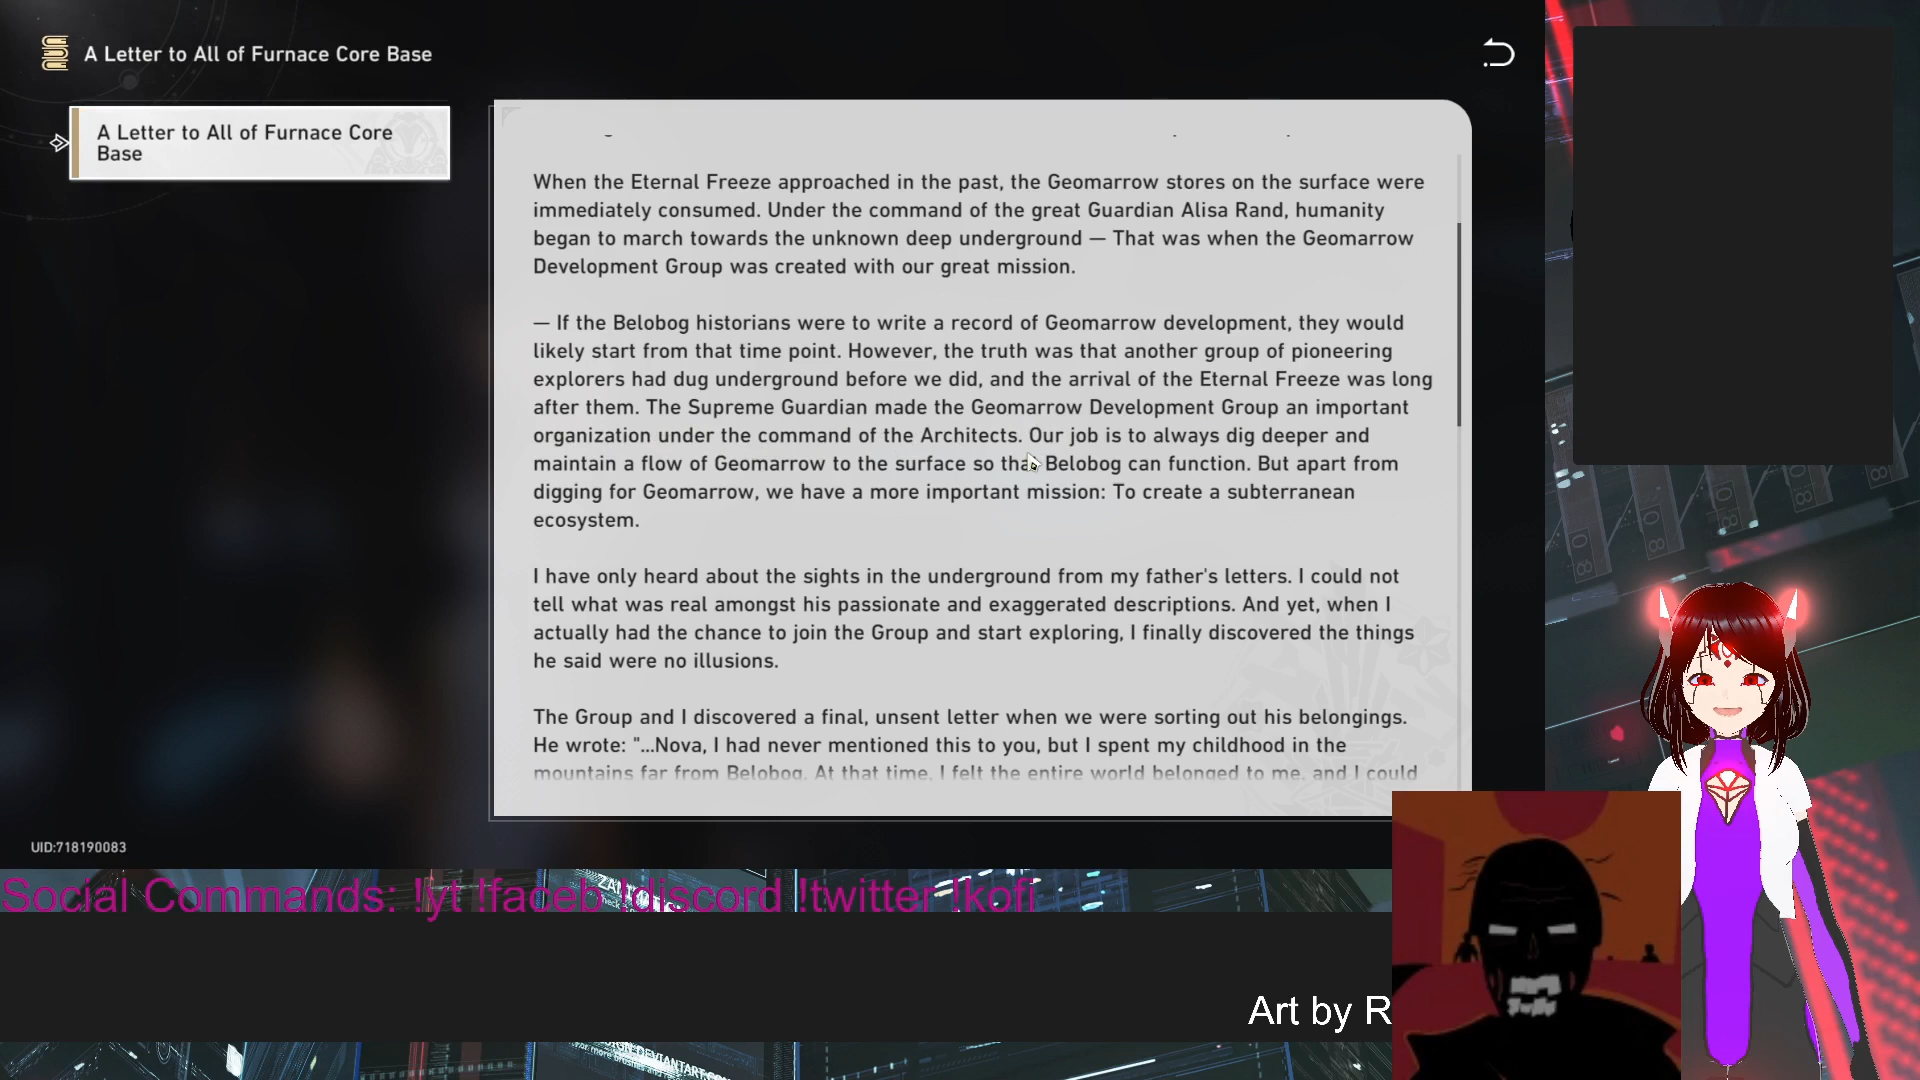 A Letter to All of Furnace Core Base
A Letter to All of Furnace Core
Base
When the Eternal Freeze approached in the past, the Geomarrow stores on the surface were
immediately consumed. Under the command of the great Guardian Alisa Rand, humanity
began to march towards the unknown deep underground — That was when the Geomarrow
Development Group was created with our great mission.
— If the Belobog historians were to write a record of Geomarrow development, they would
likely start from that time point. However, the truth was that another group of pioneering
explorers had dug underground before we did, and the arrival of the Eternal Freeze was long
after them. The Supreme Guardian made the Geomarrow Development Group an important
organization under the command of the Architects. Our job is to always dig deeper and
maintain a flow of Geomarrow to the surface so that Belobog can function. But apart from
digging for Geomarrow, we have a more important mission: To create a subterranean
ecosystem.
I have only heard about the sights in the underground from my father's letters. I could not
tell what was real amongst his passionate and exaggerated descriptions. And yet, when I
actually had the chance to join the Group and start exploring, I finally discovered the things
he said were no illusions.
The Group and I discovered a final, unsent letter when we were sorting out his belongings.
He wrote: "...Nova, I had never mentioned this to you, but I spent my childhood in the
mountains far from Belobog. At that time, I felt the entire world belonged to me, and I could
UID:718190083
Social Commands: !yt !faceb !discord !twitter !kofi
Art by R